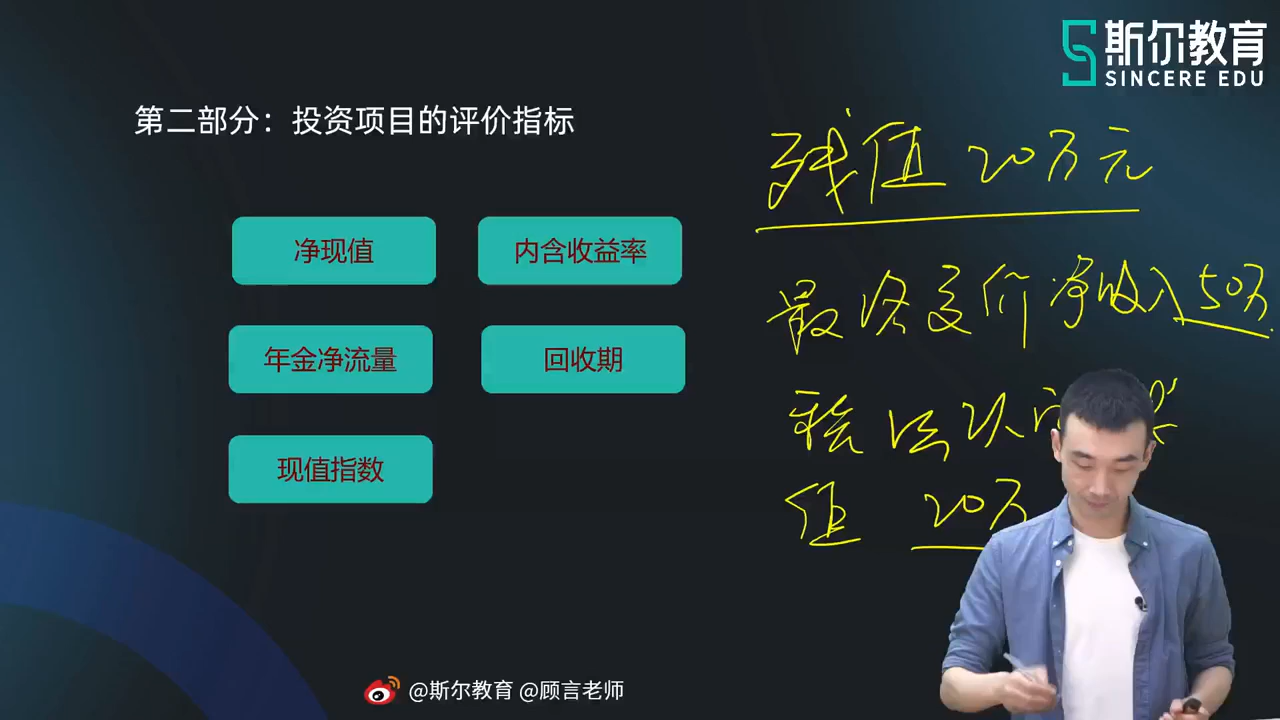 斯尔教育
SINCERE EDU
第二部分：投资项目的评价指标
残值20万元
净现值
内含收益率
最终变价净收入50万
年金净流量
回收期
税法认
现值指数
值 20万
@斯尔教育 @顾言老师